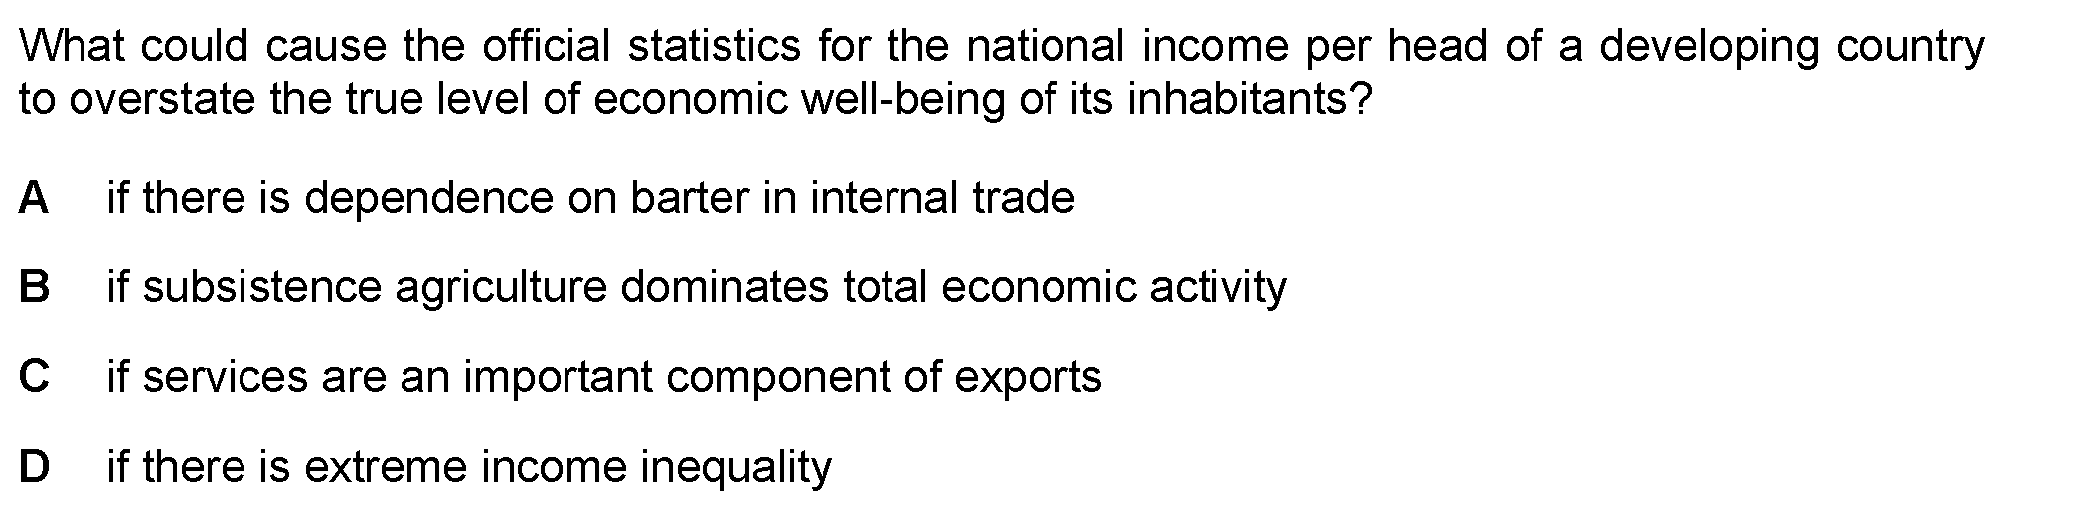 What could cause the official statistics for the national income per head of a developing country
to overstate the true level of economic well-being of its inhabitants?
A if there is dependence on barter in internal trade
B if subsistence agriculture dominates total economic activity
C if services are an important component of exports
D if there is extreme income inequality